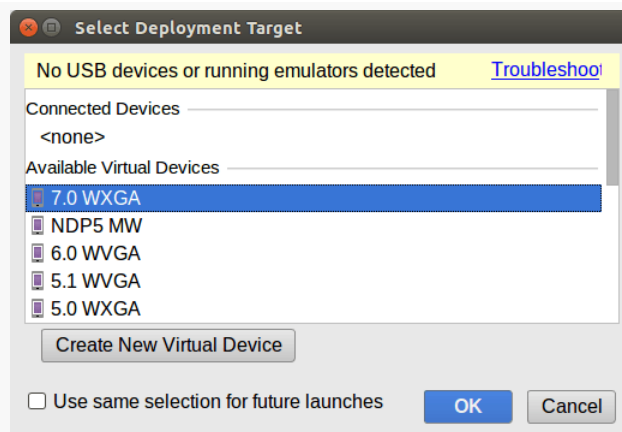 Select Deployment Target
No USB devices or running emulators detected Troubleshoot
Connected Devices
<none>
Available Virtual Devices
7.0 WXGA
NDP5 MW
6.0 WVGA
5.1 WVGA
5.0 WXGA
Create New Virtual Device
Use same selection for future launches
OK Cancel